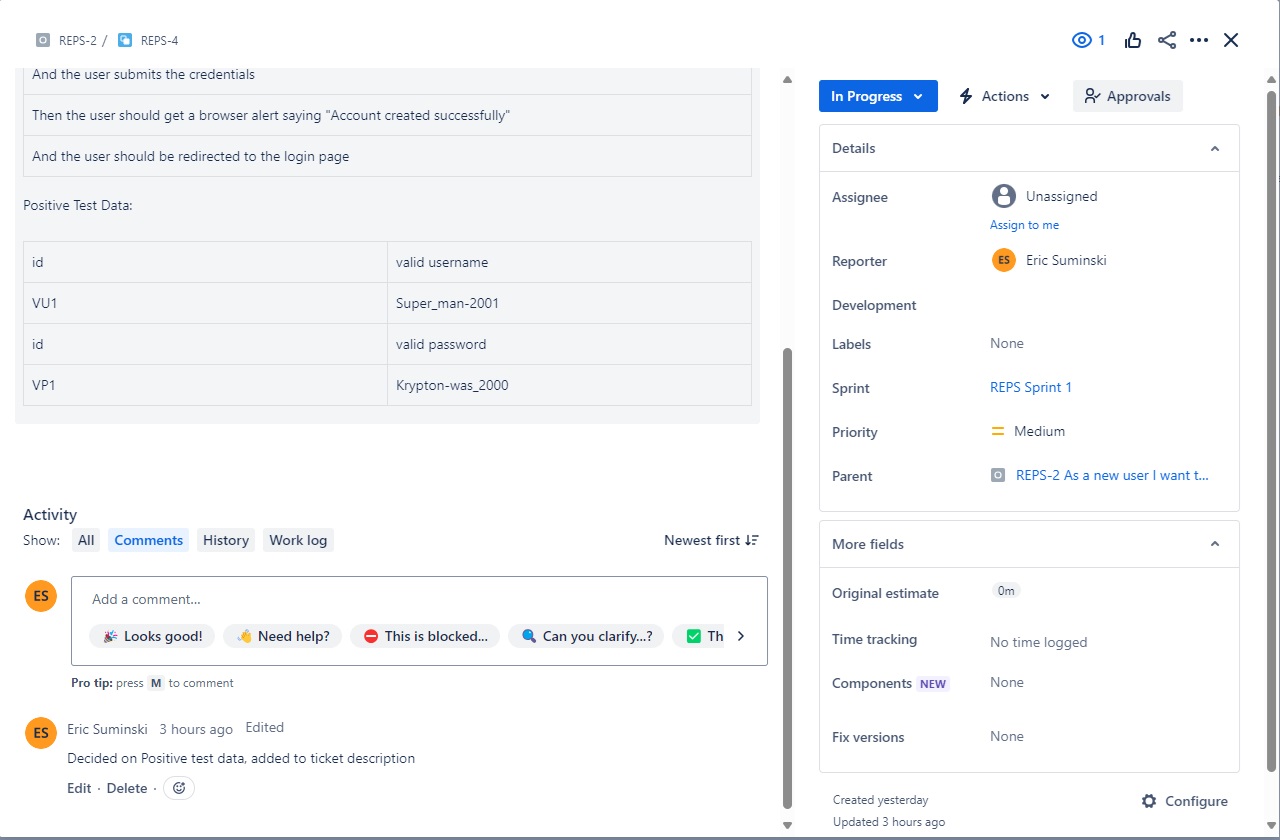 REPS-2 / REPS-4
1
And the user submits the credentials
Then the user should get a browser alert saying "Account created successfully"
And the user should be redirected to the login page
Positive Test Data:
id valid username
VU1 Super_man-2001
id valid password
VP1 Krypton-was_2000
Activity
Show: All Comments History Work log Newest first
ES Add a comment...
Looks good! Need help? This is blocked... Can you clarify...? Th
Pro tip: press M to comment
ES Eric Suminski 3 hours ago Edited
Decided on Positive test data, added to ticket description
Edit · Delete ·
In Progress Actions Approvals
Details
Assignee Unassigned
Assign to me
Reporter ES Eric Suminski
Development
Labels None
Sprint REPS Sprint 1
Priority Medium
Parent REPS-2 As a new user I want t...
More fields
Original estimate 0m
Time tracking No time logged
Components NEW None
Fix versions None
Created yesterday
Updated 3 hours ago
Configure